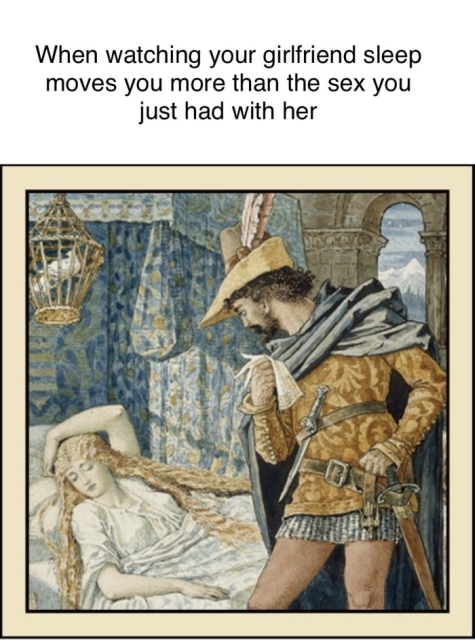 When watching your girlfriend sleep
moves you more than the sex you
just had with her